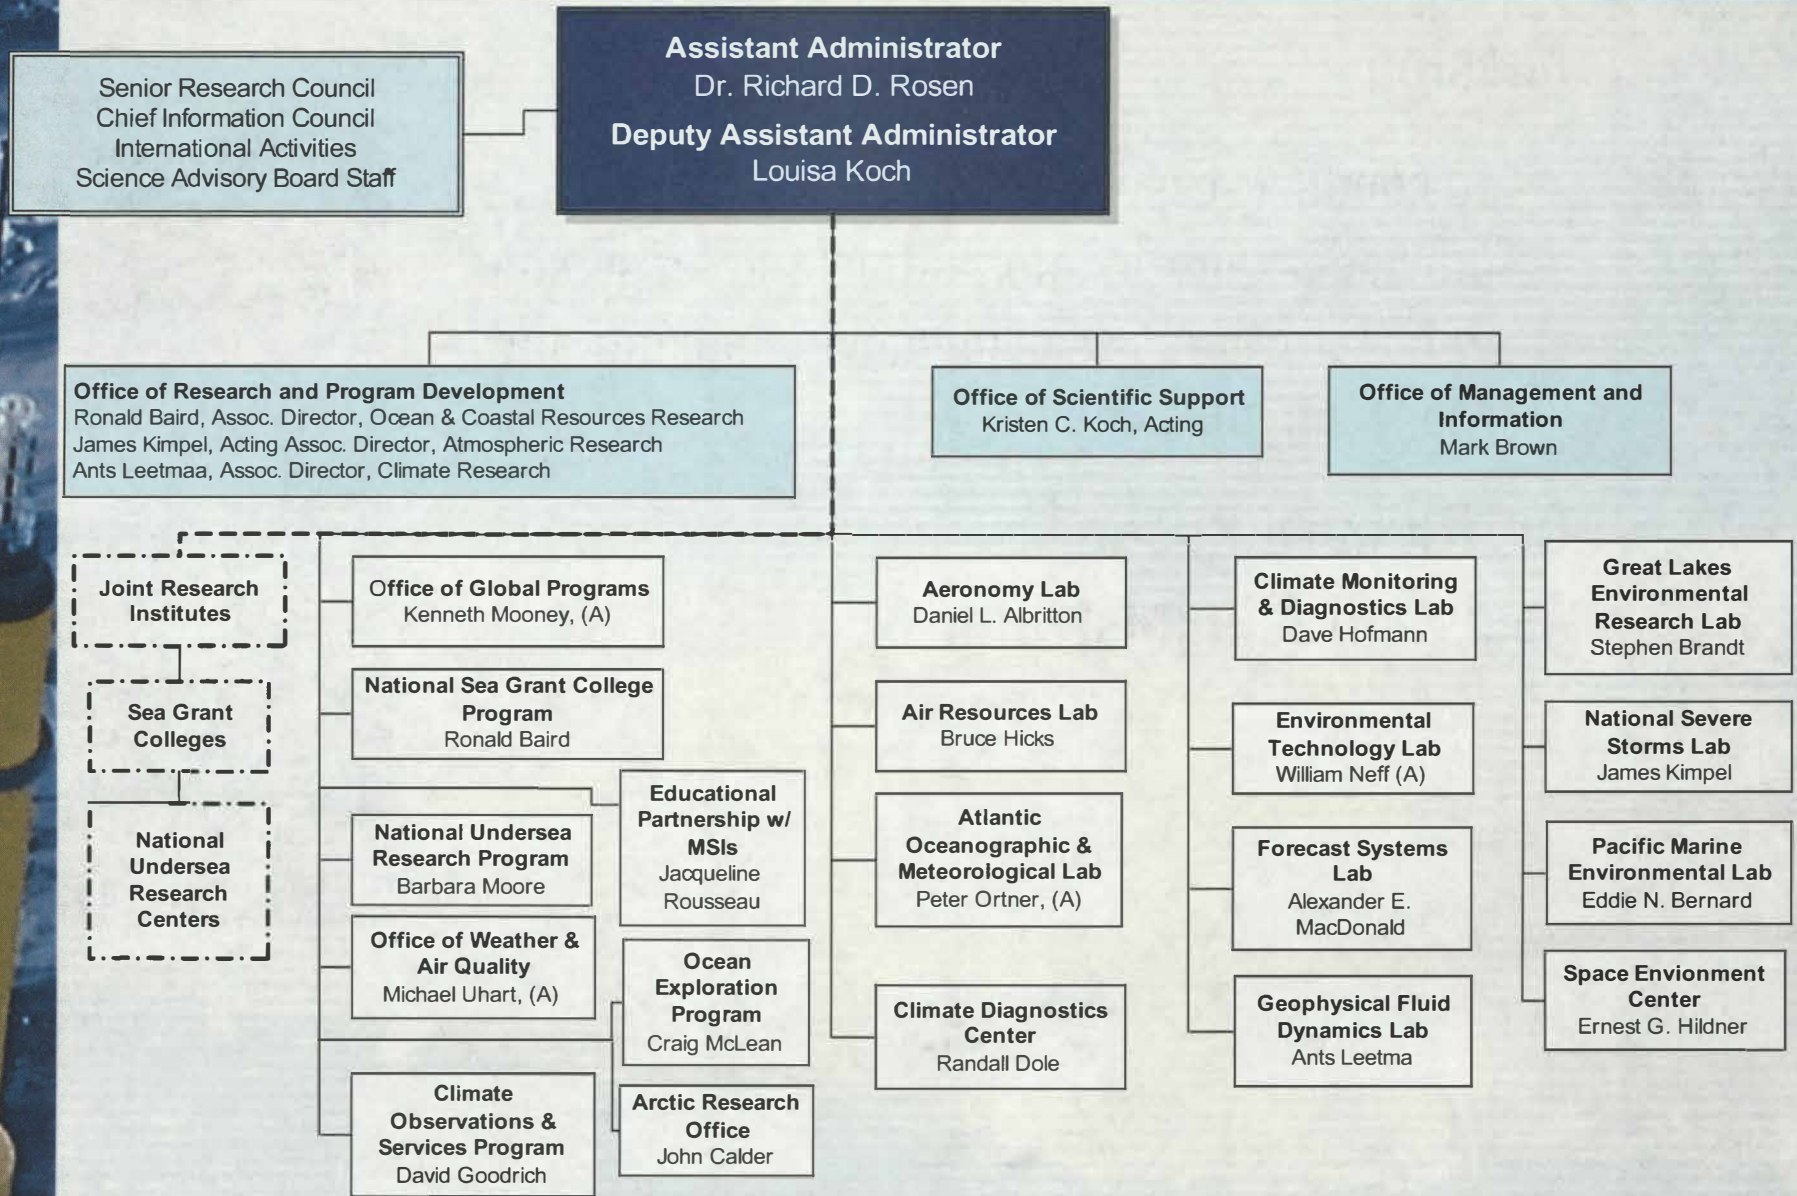 Senior Research Council
Chief Information Council
International Activities
Science Advisory Board Staff
Assistant Administrator
Dr. Richard D. Rosen
Deputy Assistant Administrator
Louisa Koch
Office of Research and Program Development
Ronald Baird, Assoc. Director, Ocean & Coastal Resources Research
James Kimpel, Acting Assoc. Director, Atmospheric Research
Ants Leetmaa, Assoc. Director, Climate Research
Office of Scientific Support
Kristen C. Koch, Acting
Office of Management and
Information
Mark Brown
Joint Research
Institutes
Sea Grant
Colleges
National
Undersea
Research
Centers
Office of Global Programs
Kenneth Mooney, (A)
National Sea Grant College
Program
Ronald Baird
Educational
Partnership w/
MSIs
Jacqueline
Rousseau
National Undersea
Research Program
Barbara Moore
Office of Weather &
Air Quality
Michael Uhart, (A)
Ocean
Exploration
Program
Craig McLean
Climate
Observations &
Services Program
David Goodrich
Arctic Research
Office
John Calder
Aeronomy Lab
Daniel L. Albritton
Air Resources Lab
Bruce Hicks
Atlantic
Oceanographic &
Meteorological Lab
Peter Ortner, (A)
Climate Diagnostics
Center
Randall Dole
Climate Monitoring
& Diagnostics Lab
Dave Hofmann
Environmental
Technology Lab
William Neff (A)
Forecast Systems
Lab
Alexander E.
MacDonald
Geophysical Fluid
Dynamics Lab
Ants Leetma
Great Lakes
Environmental
Research Lab
Stephen Brandt
National Severe
Storms Lab
James Kimpel
Pacific Marine
Environmental Lab
Eddie N. Bernard
Space Envionment
Center
Ernest G. Hildner